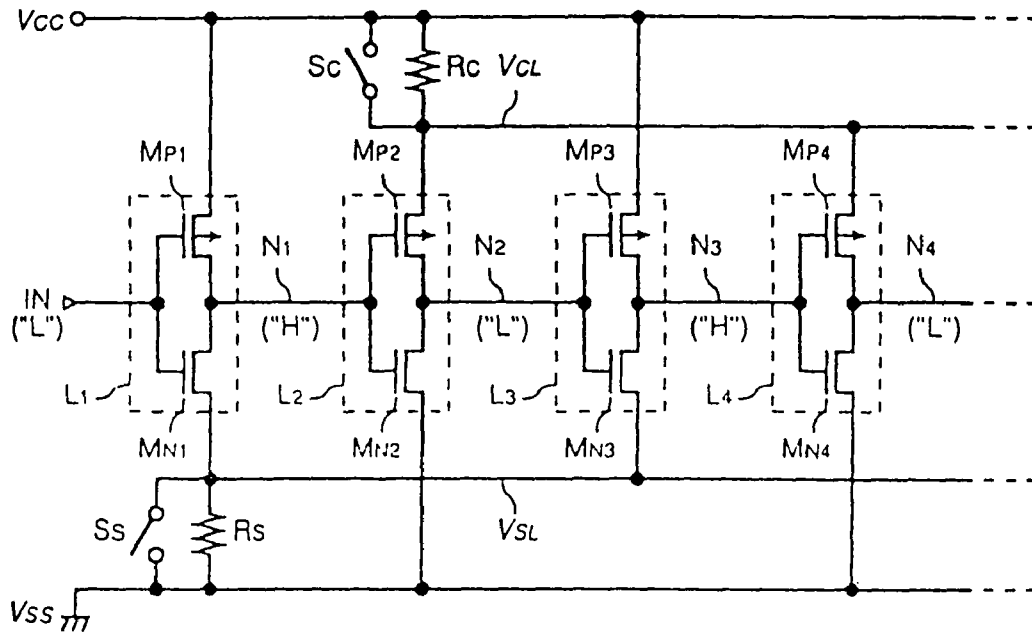 VCC
SC RC VCL
MP1 MP2 MP3 MP4
N1 N2 N3 N4
IN
("L") ("H") ("L") ("H") ("L")
L1 L2 L3 L4
MN1 MN2 MN3 MN4
SS RS VSL
VSS